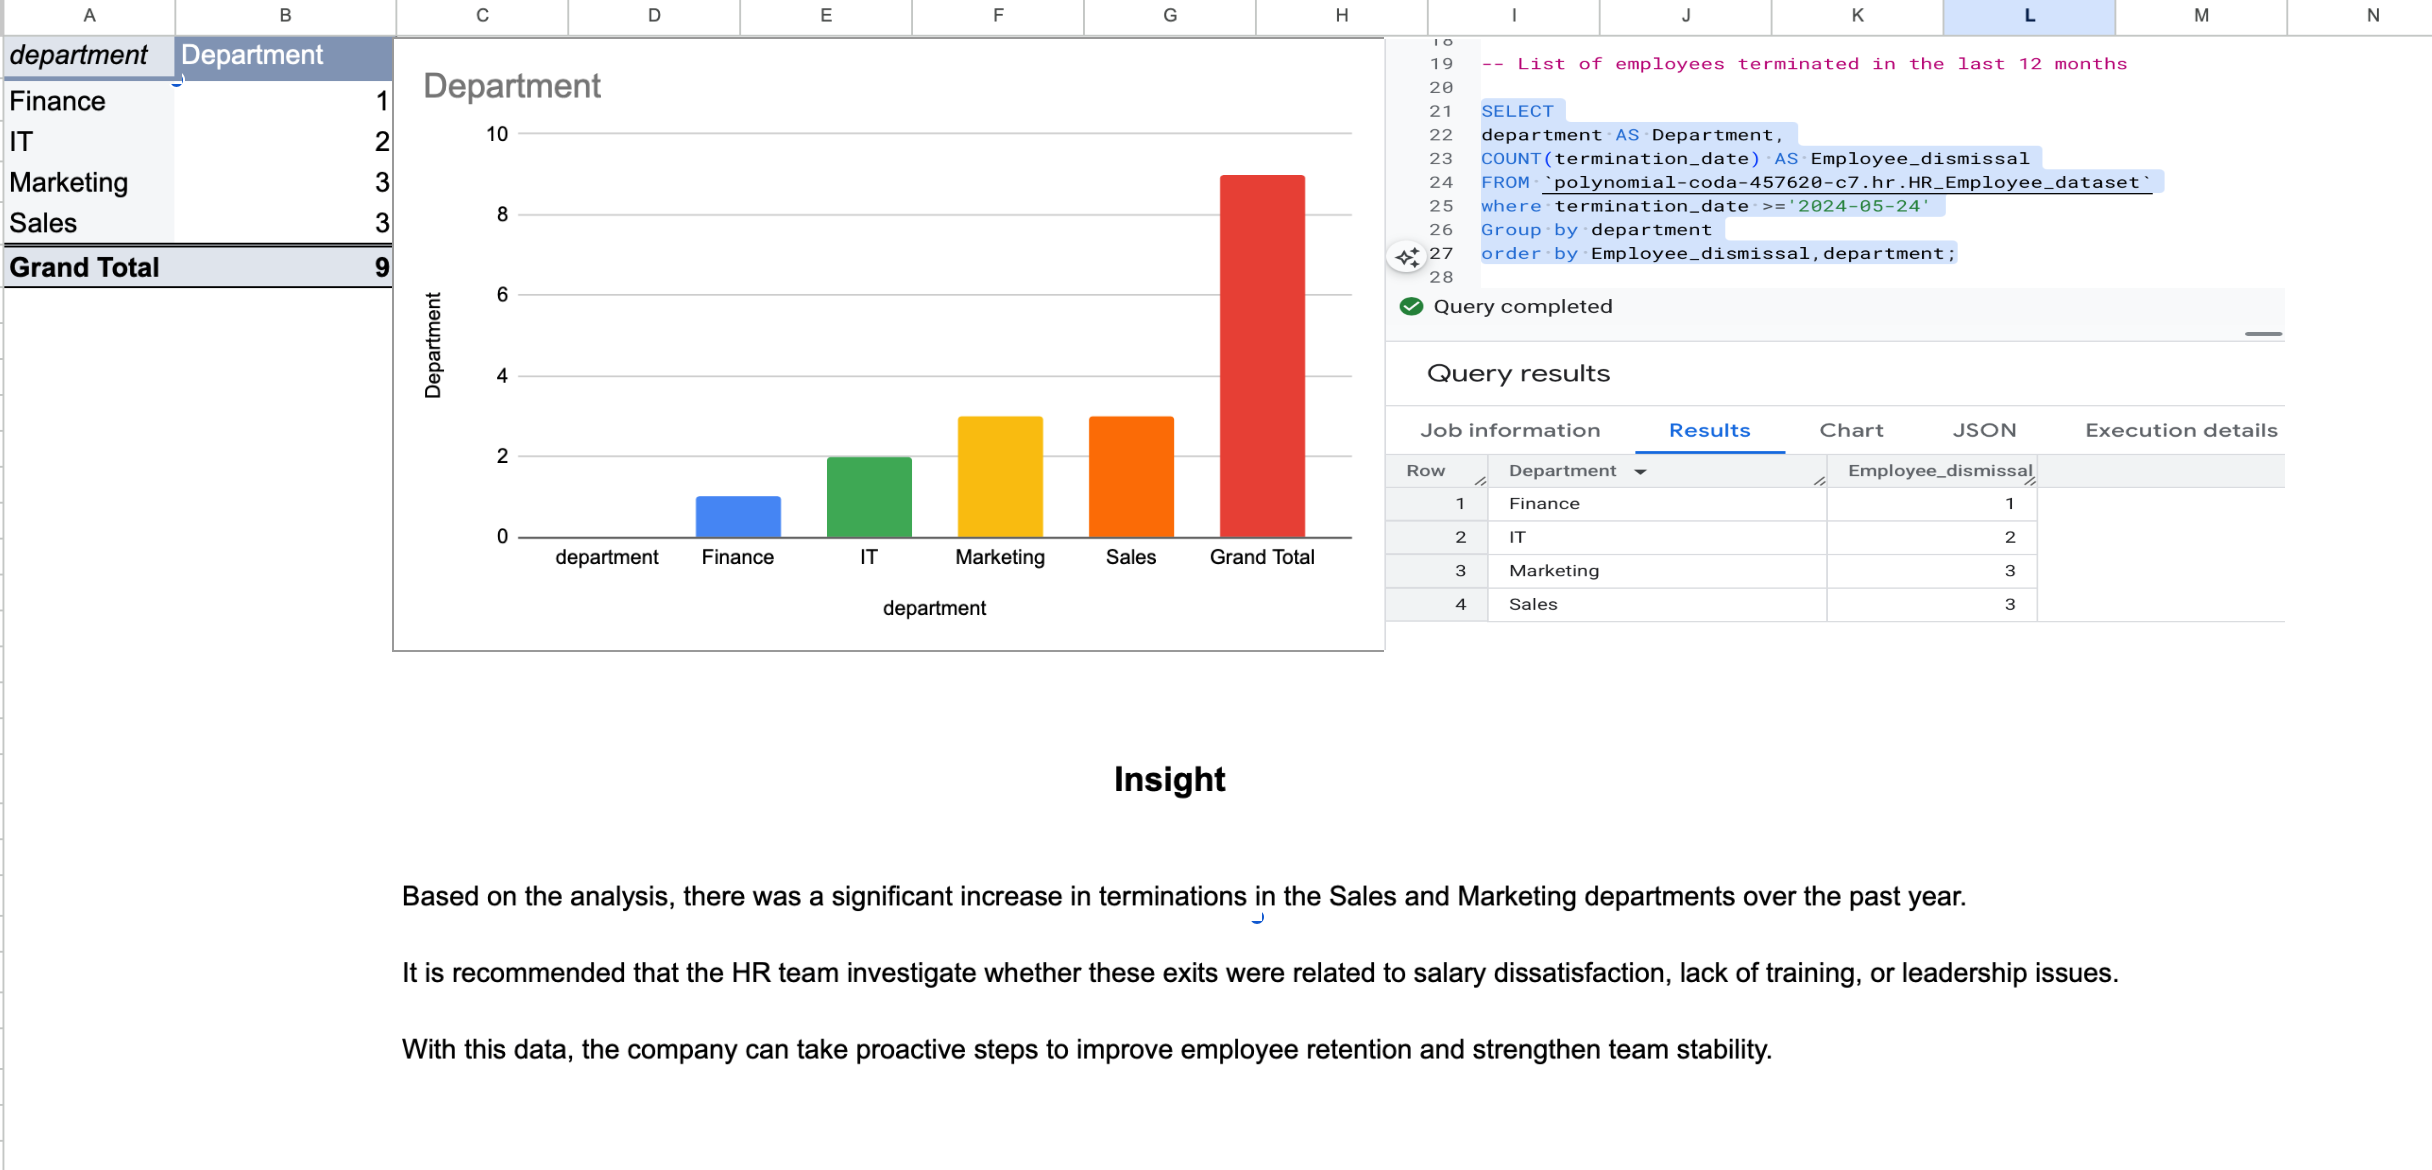 A B C D E F G H I J K L M N
department Department
Finance 1
IT 2
Marketing 3
Sales 3
Grand Total 9
Department
10
8
6
4
2
0
Department
department Finance IT Marketing Sales Grand Total
department
18
19 -- List of employees terminated in the last 12 months
20
21 SELECT
22 department AS Department,
23 COUNT(termination_date) AS Employee_dismissal
24 FROM `polynomial-coda-457620-c7.hr.HR_Employee_dataset`
25 where termination_date >='2024-05-24'
26 Group by department
27 order by Employee_dismissal,department;
28
Query completed
Query results
Job information Results Chart JSON Execution details
Row Department Employee_dismissal
1 Finance 1
2 IT 2
3 Marketing 3
4 Sales 3
Insight
Based on the analysis, there was a significant increase in terminations in the Sales and Marketing departments over the past year.
It is recommended that the HR team investigate whether these exits were related to salary dissatisfaction, lack of training, or leadership issues.
With this data, the company can take proactive steps to improve employee retention and strengthen team stability.